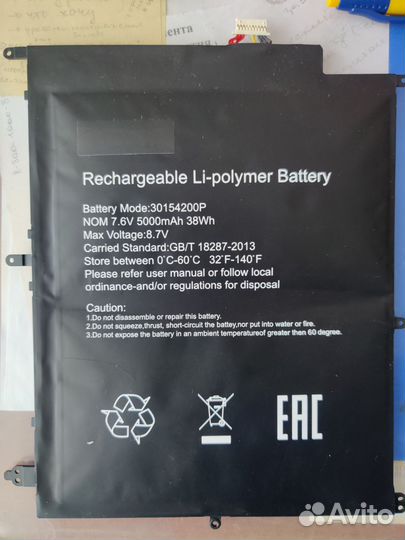 Rechargeable Li-polymer Battery
Battery Mode:30154200P
NOM 7.6V 5000mAh 38Wh
Max Voltage:8.7V
Carried Standard:GB/T 18287-2013
Store between 0°C-60°C 32°F-140°F
Please refer user manual or follow local
ordinance-and/or regulations for disposal
Caution:
1.Do not disassemble or repair this battery.
2.Do not squeeze,thrust, short-circuit the battery,nor put into water or fire.
3.Do not expose the battery in an ambient temperatureof greater then 60 degree.
EAC
Avito